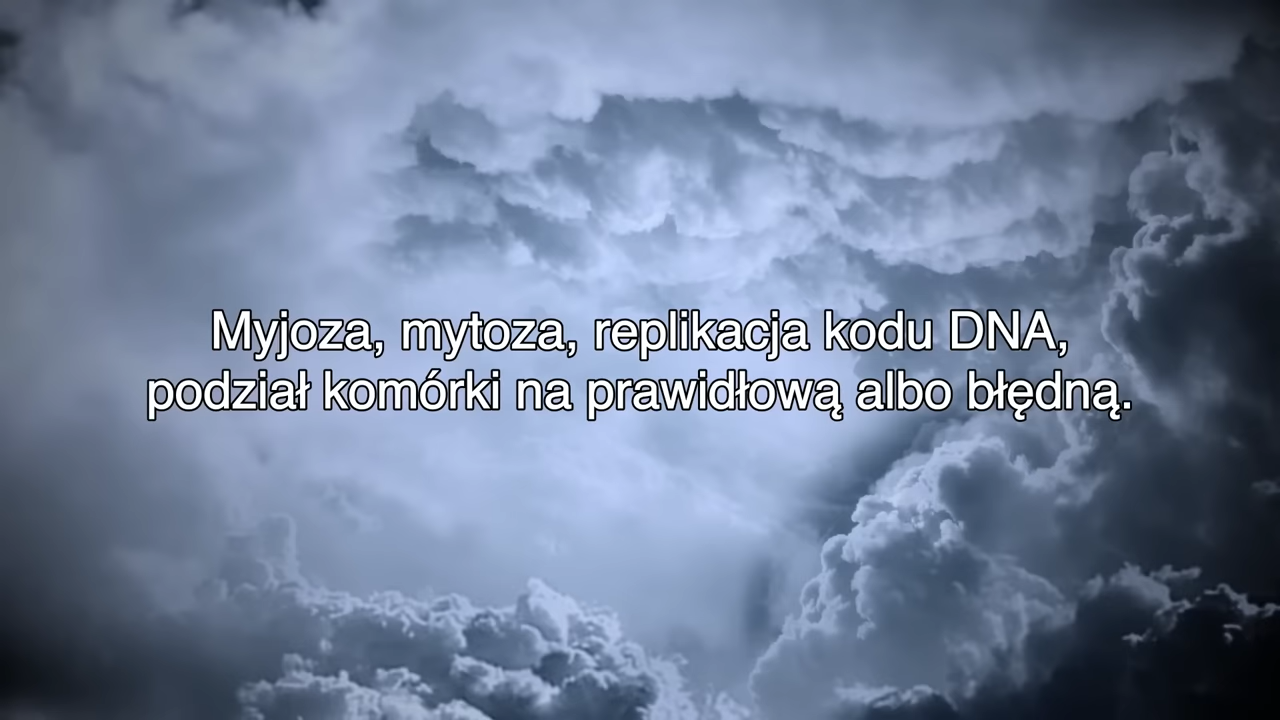 Myjoza, mytoza, replikacja kodu DNA,
podział komórki na prawidłową albo błędną.